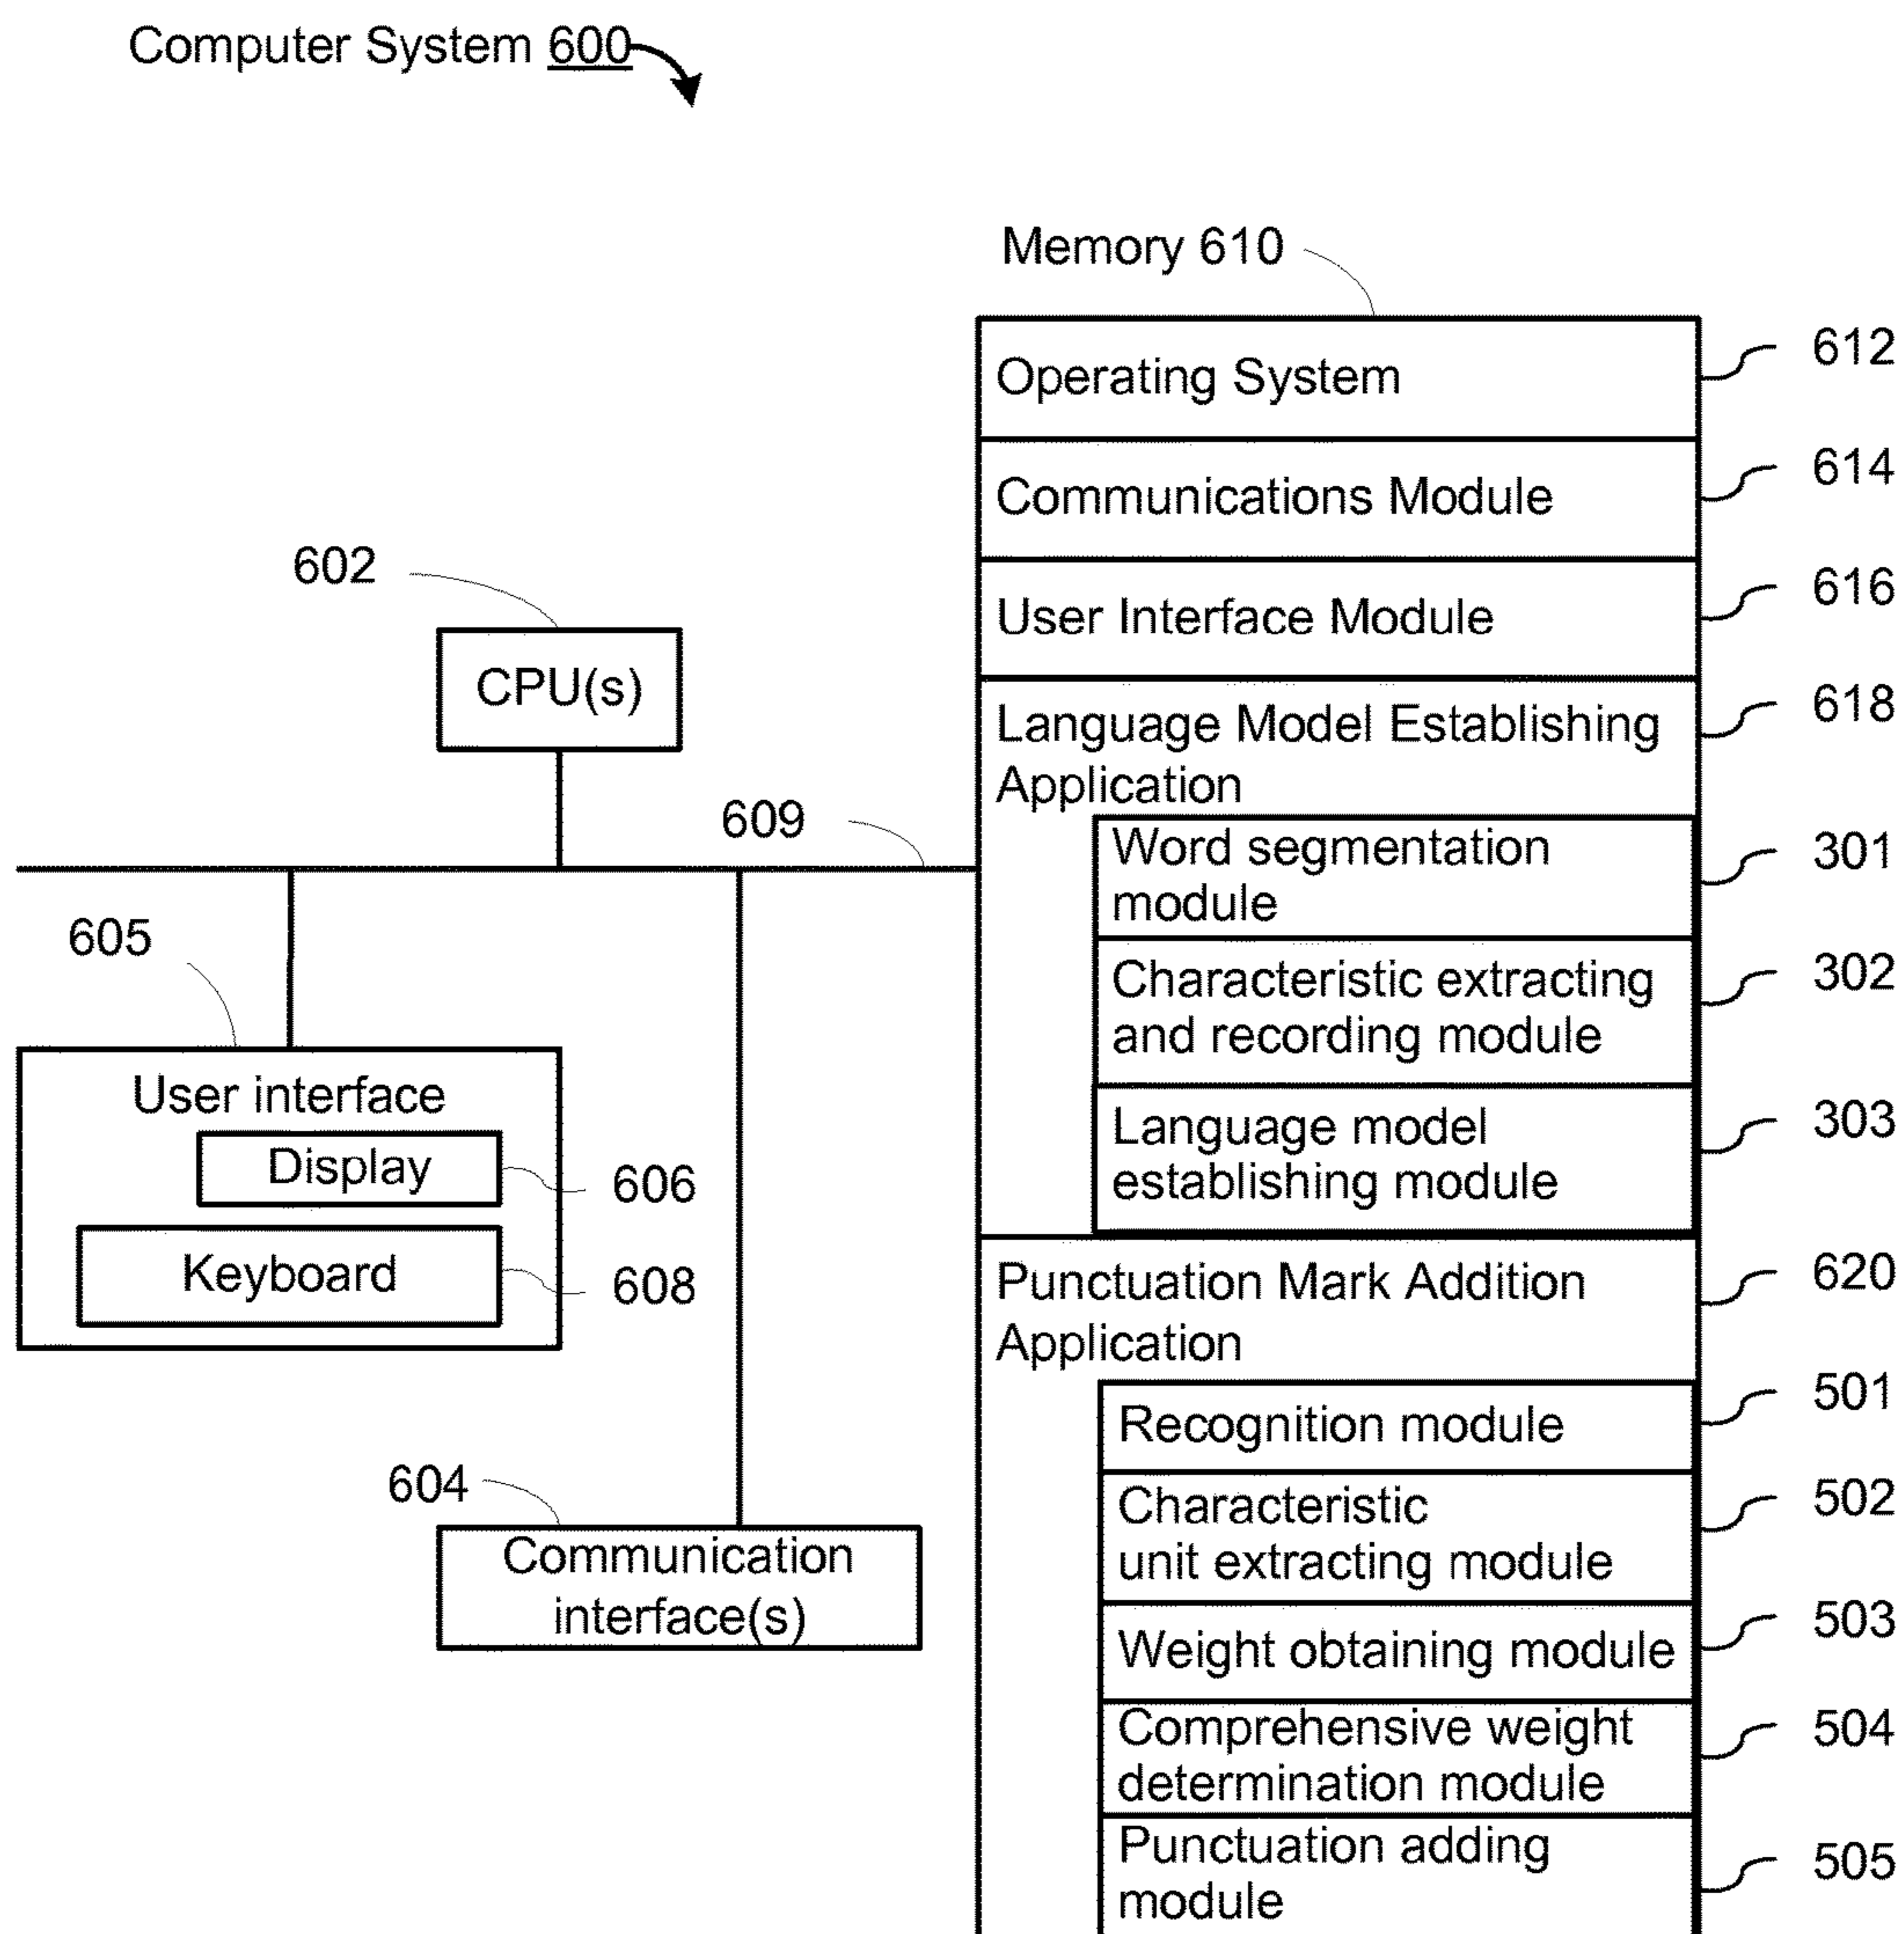 Computer System 600
Memory 610
Operating System
612
Communications Module
614
User Interface Module
616
Language Model Establishing
Application
618
Word segmentation
module
301
Characteristic extracting
and recording module
302
Language model
establishing module
303
Punctuation Mark Addition
Application
620
Recognition module
501
Characteristic
unit extracting module
502
Weight obtaining module
503
Comprehensive weight
determination module
504
Punctuation adding
module
505
602
CPU(s)
609
605
User interface
Display
606
Keyboard
608
604
Communication
interface(s)